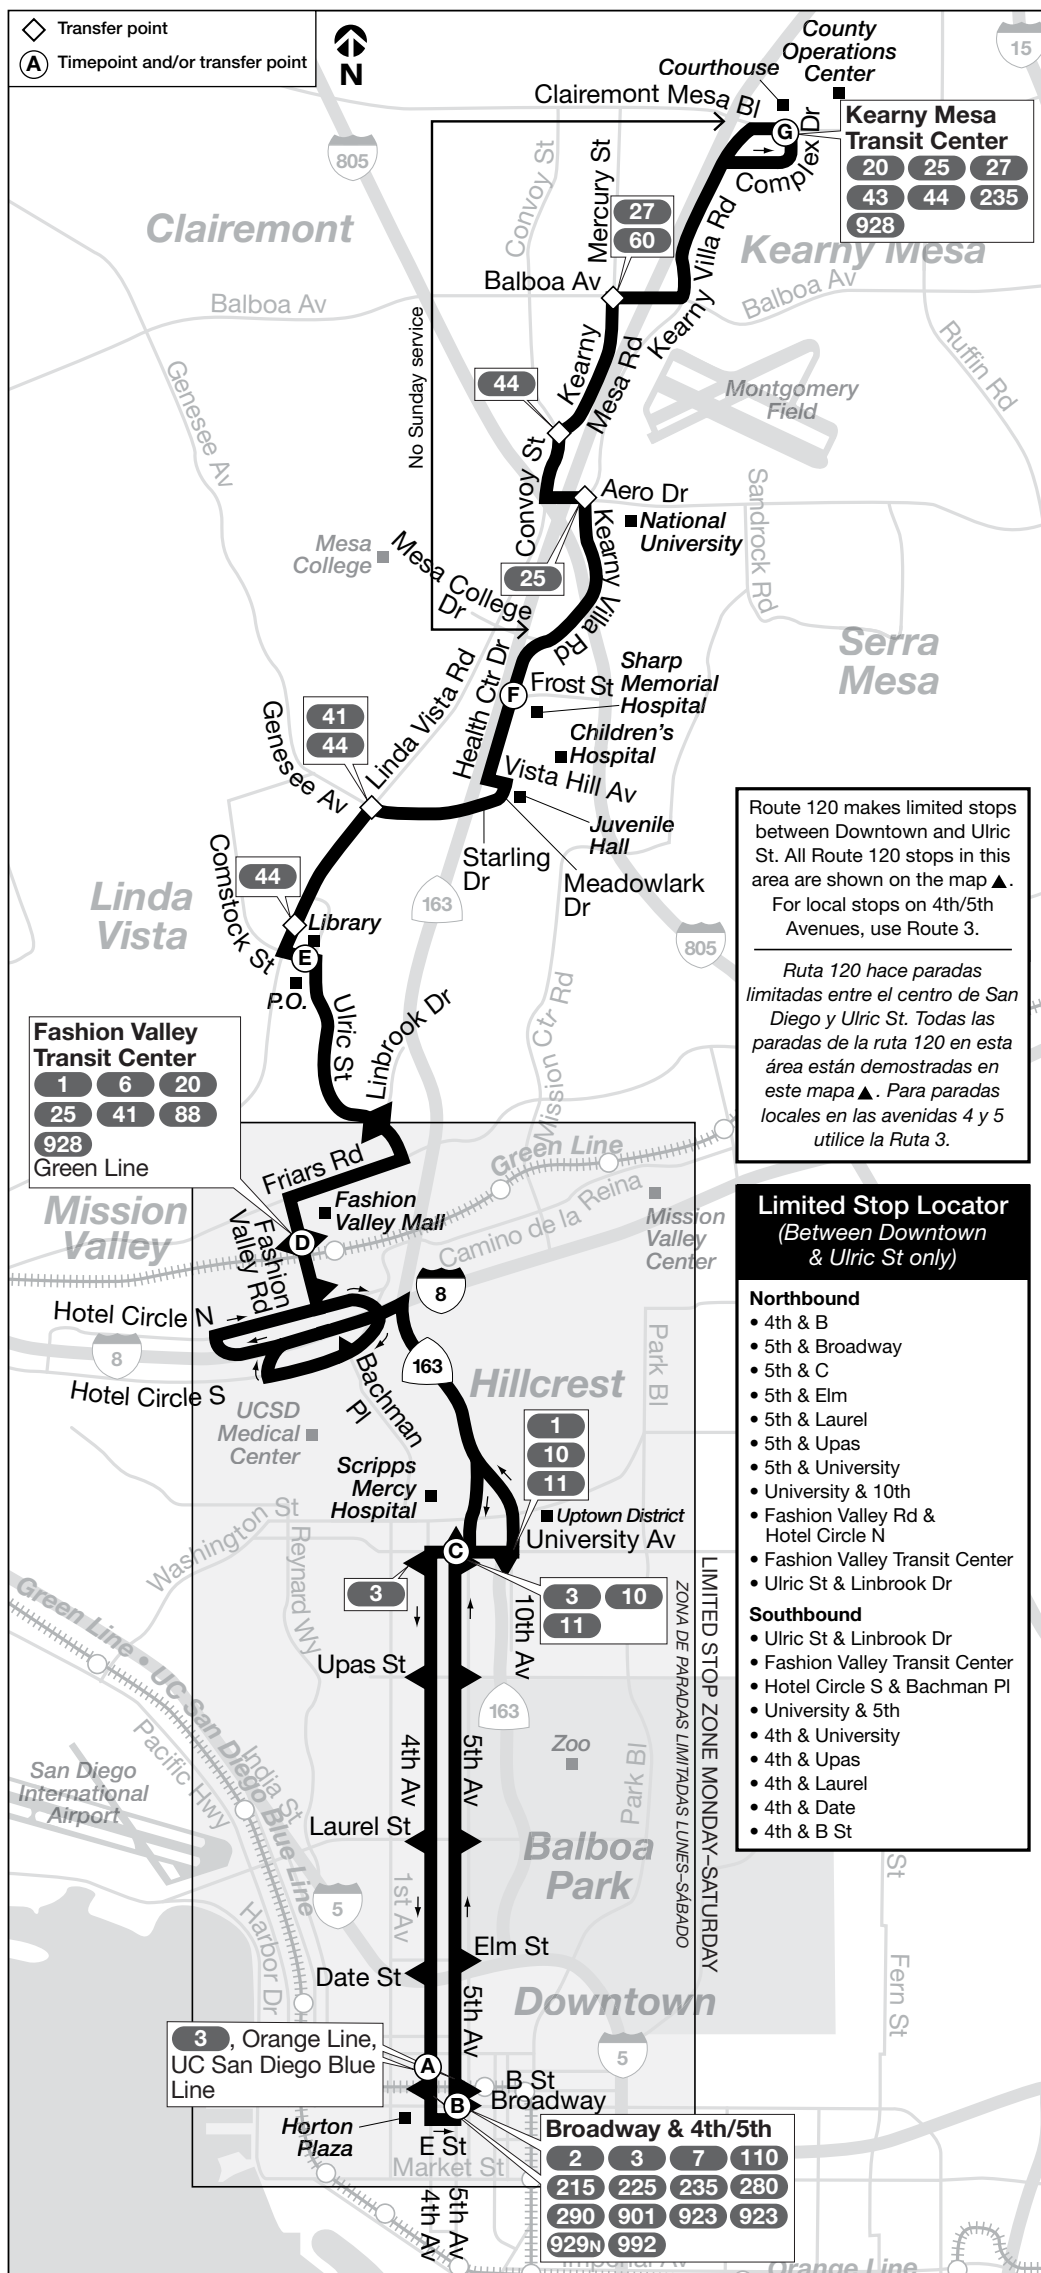 Transfer point
A Timepoint and/or transfer point
N
15
County
Operations
Center
Courthouse
Clairemont Mesa Bl
G
Complex Dr
Kearny Mesa
Transit Center
20 25 27
43 44 235
928
805
Convoy St
Mercury St
27
60
Kearny Villa Rd
Clairemont
Kearny Mesa
Balboa Av
Balboa Av
Balboa Av
Kearny Villa Rd
Ruffin Rd
No Sunday service
Genesee Av
44
Kearny
Mesa Rd
Montgomery
Field
Convoy St
Aero Dr
Sandrock Rd
National
University
Mesa
College
Mesa College
Dr
25
Kearny Villa Rd
Serra
Mesa
Linda Vista Rd
Health Ctr Dr
F
Frost St
Sharp
Memorial
Hospital
41
44
Genesee Av
Children's
Hospital
Vista Hill Av
Juvenile
Hall
Starling
Dr
Meadowlark
Dr
Route 120 makes limited stops
between Downtown and Ulric
St. All Route 120 stops in this
area are shown on the map ▲.
For local stops on 4th/5th
Avenues, use Route 3.
Ruta 120 hace paradas
limitadas entre el centro de San
Diego y Ulric St. Todas las
paradas de la ruta 120 en esta
área están demostradas en
este mapa ▲. Para paradas
locales en las avenidas 4 y 5
utilice la Ruta 3.
Linda
Vista
Comstock St
44
163
805
Library
E
P.O.
Ulric St
Linbrook Dr
Mission Ctr Rd
Fashion Valley
Transit Center
1 6 20
25 41 88
928
Green Line
Friars Rd
Green Line
Mission
Valley
Fashion
Valley Mall
D
Fashion
Valley Rd
Camino de la Reina
Mission
Valley
Center
Limited Stop Locator
(Between Downtown
& Ulric St only)
Northbound
• 4th & B
• 5th & Broadway
• 5th & C
• 5th & Elm
• 5th & Laurel
• 5th & Upas
• 5th & University
• University & 10th
• Fashion Valley Rd &
Hotel Circle N
• Fashion Valley Transit Center
• Ulric St & Linbrook Dr
Southbound
• Ulric St & Linbrook Dr
• Fashion Valley Transit Center
• Hotel Circle S & Bachman Pl
• University & 5th
• 4th & University
• 4th & Upas
• 4th & Laurel
• 4th & Date
• 4th & B St
Hotel Circle N
8
8
163
Hotel Circle S
Bachman
Pl
Hillcrest
Park Bl
UCSD
Medical
Center
1
10
11
Scripps
Mercy
Hospital
Uptown District
University Av
Washington St
Reynard Wy
C
3
3 10
11
10th Av
LIMITED STOP ZONE MONDAY–SATURDAY
ZONA DE PARADAS LIMITADAS LUNES–SÁBADO
Green Line • UC San Diego Blue Line
Upas St
163
Pacific Hwy
India St
4th Av
5th Av
Zoo
Park Bl
San Diego
International
Airport
Laurel St
Balboa
Park
1st Av
5
Harbor Dr
Elm St
Date St
5th Av
Downtown
St
Fern St
3, Orange Line,
UC San Diego Blue
Line
A
5
B St
B
Broadway
Horton
Plaza
E St
Market St
Broadway & 4th/5th
2 3 7 110
215 225 235 280
290 901 923 923
929N 992
4th Av
5th Av
Imperial Av
Orange Line